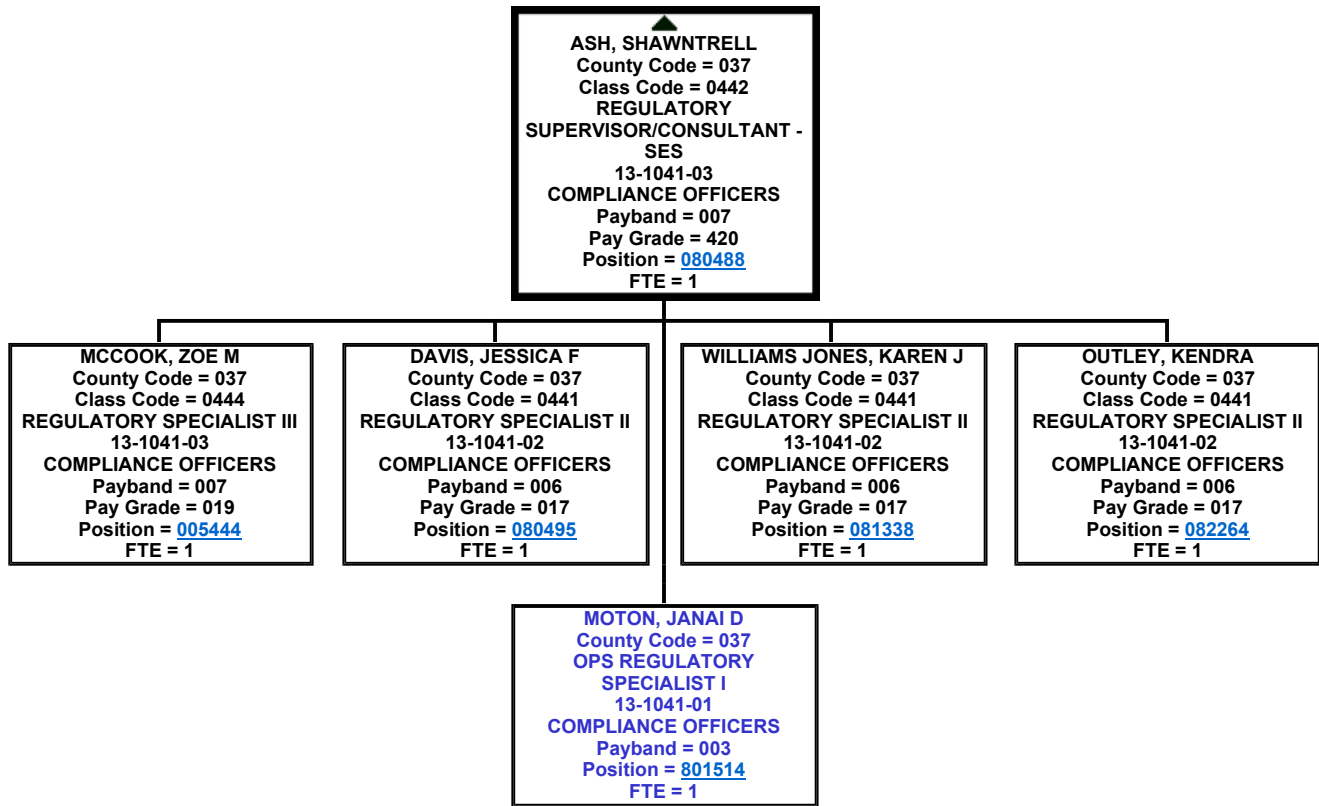 ASH, SHAWNTRELL
County Code = 037
Class Code = 0442
REGULATORY
SUPERVISOR/CONSULTANT -
SES
13-1041-03
COMPLIANCE OFFICERS
Payband = 007
Pay Grade = 420
Position = 080488
FTE = 1
MCCOOK, ZOE M
County Code = 037
Class Code = 0444
REGULATORY SPECIALIST III
13-1041-03
COMPLIANCE OFFICERS
Payband = 007
Pay Grade = 019
Position = 005444
FTE = 1
DAVIS, JESSICA F
County Code = 037
Class Code = 0441
REGULATORY SPECIALIST II
13-1041-02
COMPLIANCE OFFICERS
Payband = 006
Pay Grade = 017
Position = 080495
FTE = 1
WILLIAMS JONES, KAREN J
County Code = 037
Class Code = 0441
REGULATORY SPECIALIST II
13-1041-02
COMPLIANCE OFFICERS
Payband = 006
Pay Grade = 017
Position = 081338
FTE = 1
OUTLEY, KENDRA
County Code = 037
Class Code = 0441
REGULATORY SPECIALIST II
13-1041-02
COMPLIANCE OFFICERS
Payband = 006
Pay Grade = 017
Position = 082264
FTE = 1
MOTON, JANAI D
County Code = 037
OPS REGULATORY
SPECIALIST I
13-1041-01
COMPLIANCE OFFICERS
Payband = 003
Position = 801514
FTE = 1